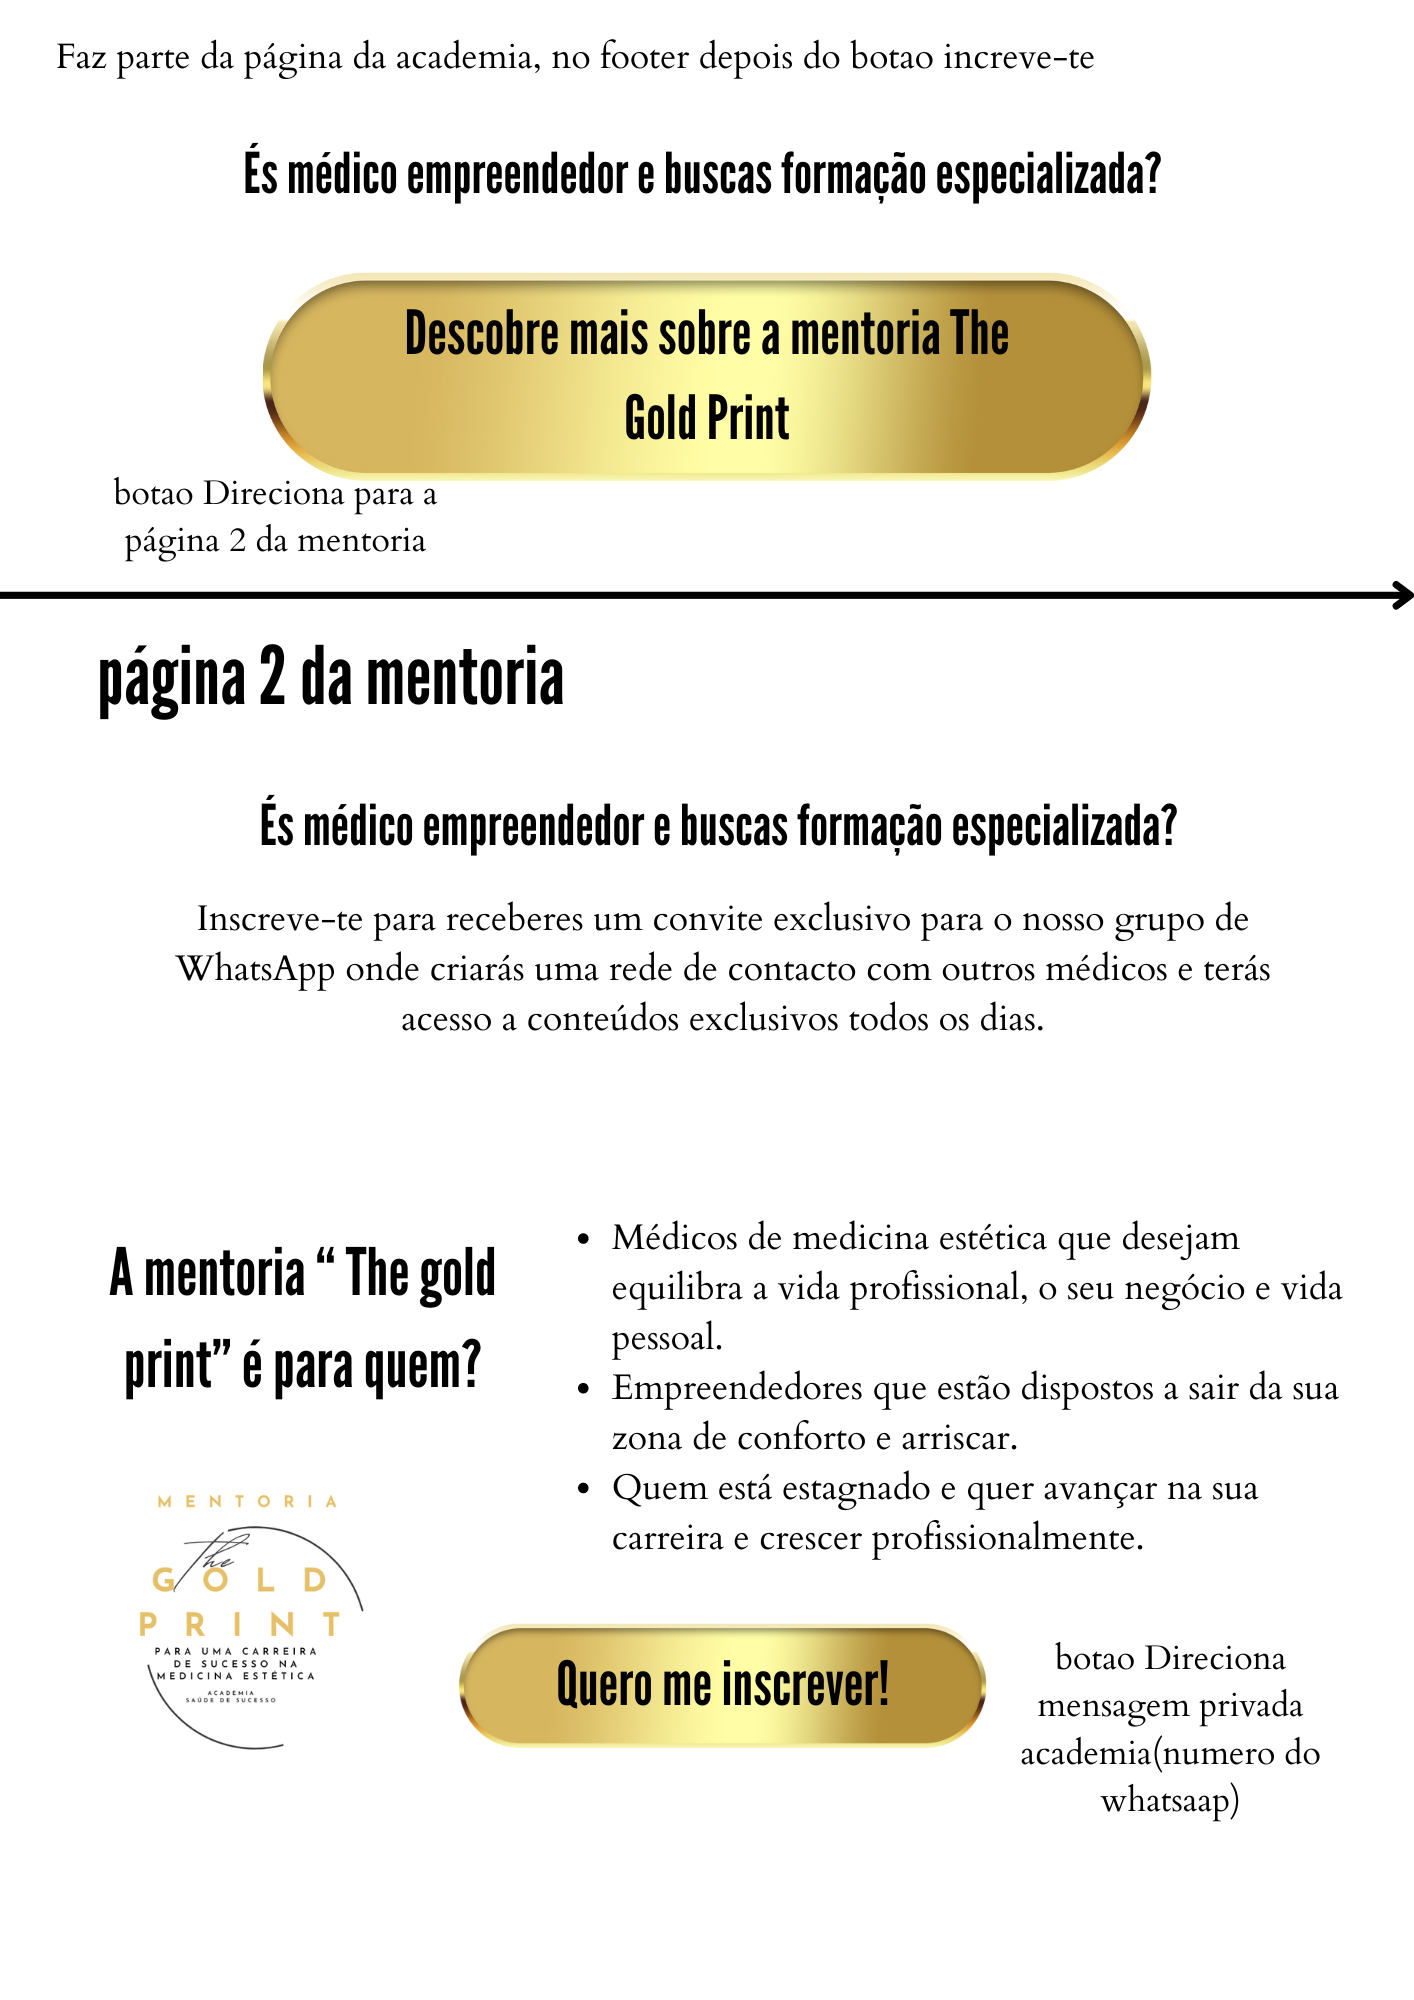 Faz parte da página da academia, no footer depois do botao increve-te
És médico empreendedor e buscas formação especializada?
Descobre mais sobre a mentoria The
Gold Print
botao Direciona para a
página 2 da mentoria
página 2 da mentoria
És médico empreendedor e buscas formação especializada?
Inscreve-te para receberes um convite exclusivo para o nosso grupo de
WhatsApp onde criarás uma rede de contacto com outros médicos e terás
acesso a conteúdos exclusivos todos os dias.
A mentoria “ The gold
print” é para quem?
• Médicos de medicina estética que desejam
equilibra a vida profissional, o seu negócio e vida
pessoal.
• Empreendedores que estão dispostos a sair da sua
zona de conforto e arriscar.
• Quem está estagnado e quer avançar na sua
carreira e crescer profissionalmente.
MENTORIA
the
GOLD
PRINT
PARA UMA CARREIRA
DE SUCESSO NA
MEDICINA ESTÉTICA
ACADEMIA
SAÚDE DE SUCESSO
Quero me inscrever!
botao Direciona
mensagem privada
academia(numero do
whatsaap)